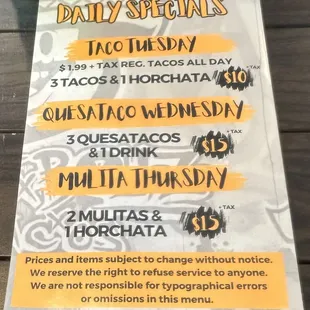 DAILY SPECIALS
TACO TUESDAY
$1.99 + TAX REG. TACOS ALL DAY
3 TACOS & 1 HORCHATA $10 + TAX
QUESATACO WEDNESDAY
3 QUESATACOS
& 1 DRINK $15 + TAX
MULITA THURSDAY
2 MULITAS &
1 HORCHATA $15 + TAX
Prices and items subject to change without notice.
We reserve the right to refuse service to anyone.
We are not responsible for typographical errors
or omissions in this menu.